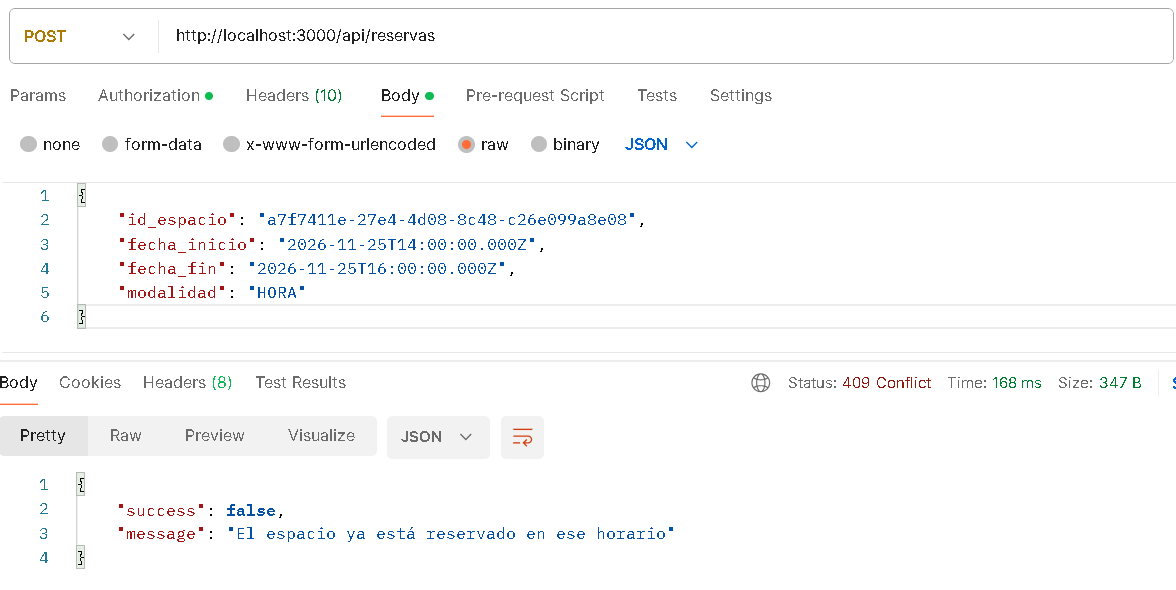 POST http://localhost:3000/api/reservas
Params Authorization Headers (10) Body Pre-request Script Tests Settings
none form-data x-www-form-urlencoded raw binary JSON
1 {
2 "id_espacio": "a7f7411e-27e4-4d08-8c48-c26e099a8e08",
3 "fecha_inicio": "2026-11-25T14:00:00.000Z",
4 "fecha_fin": "2026-11-25T16:00:00.000Z",
5 "modalidad": "HORA"
6 }
Body Cookies Headers (8) Test Results Status: 409 Conflict Time: 168 ms Size: 347 B
Pretty Raw Preview Visualize JSON
1 {
2 "success": false,
3 "message": "El espacio ya está reservado en ese horario"
4 }